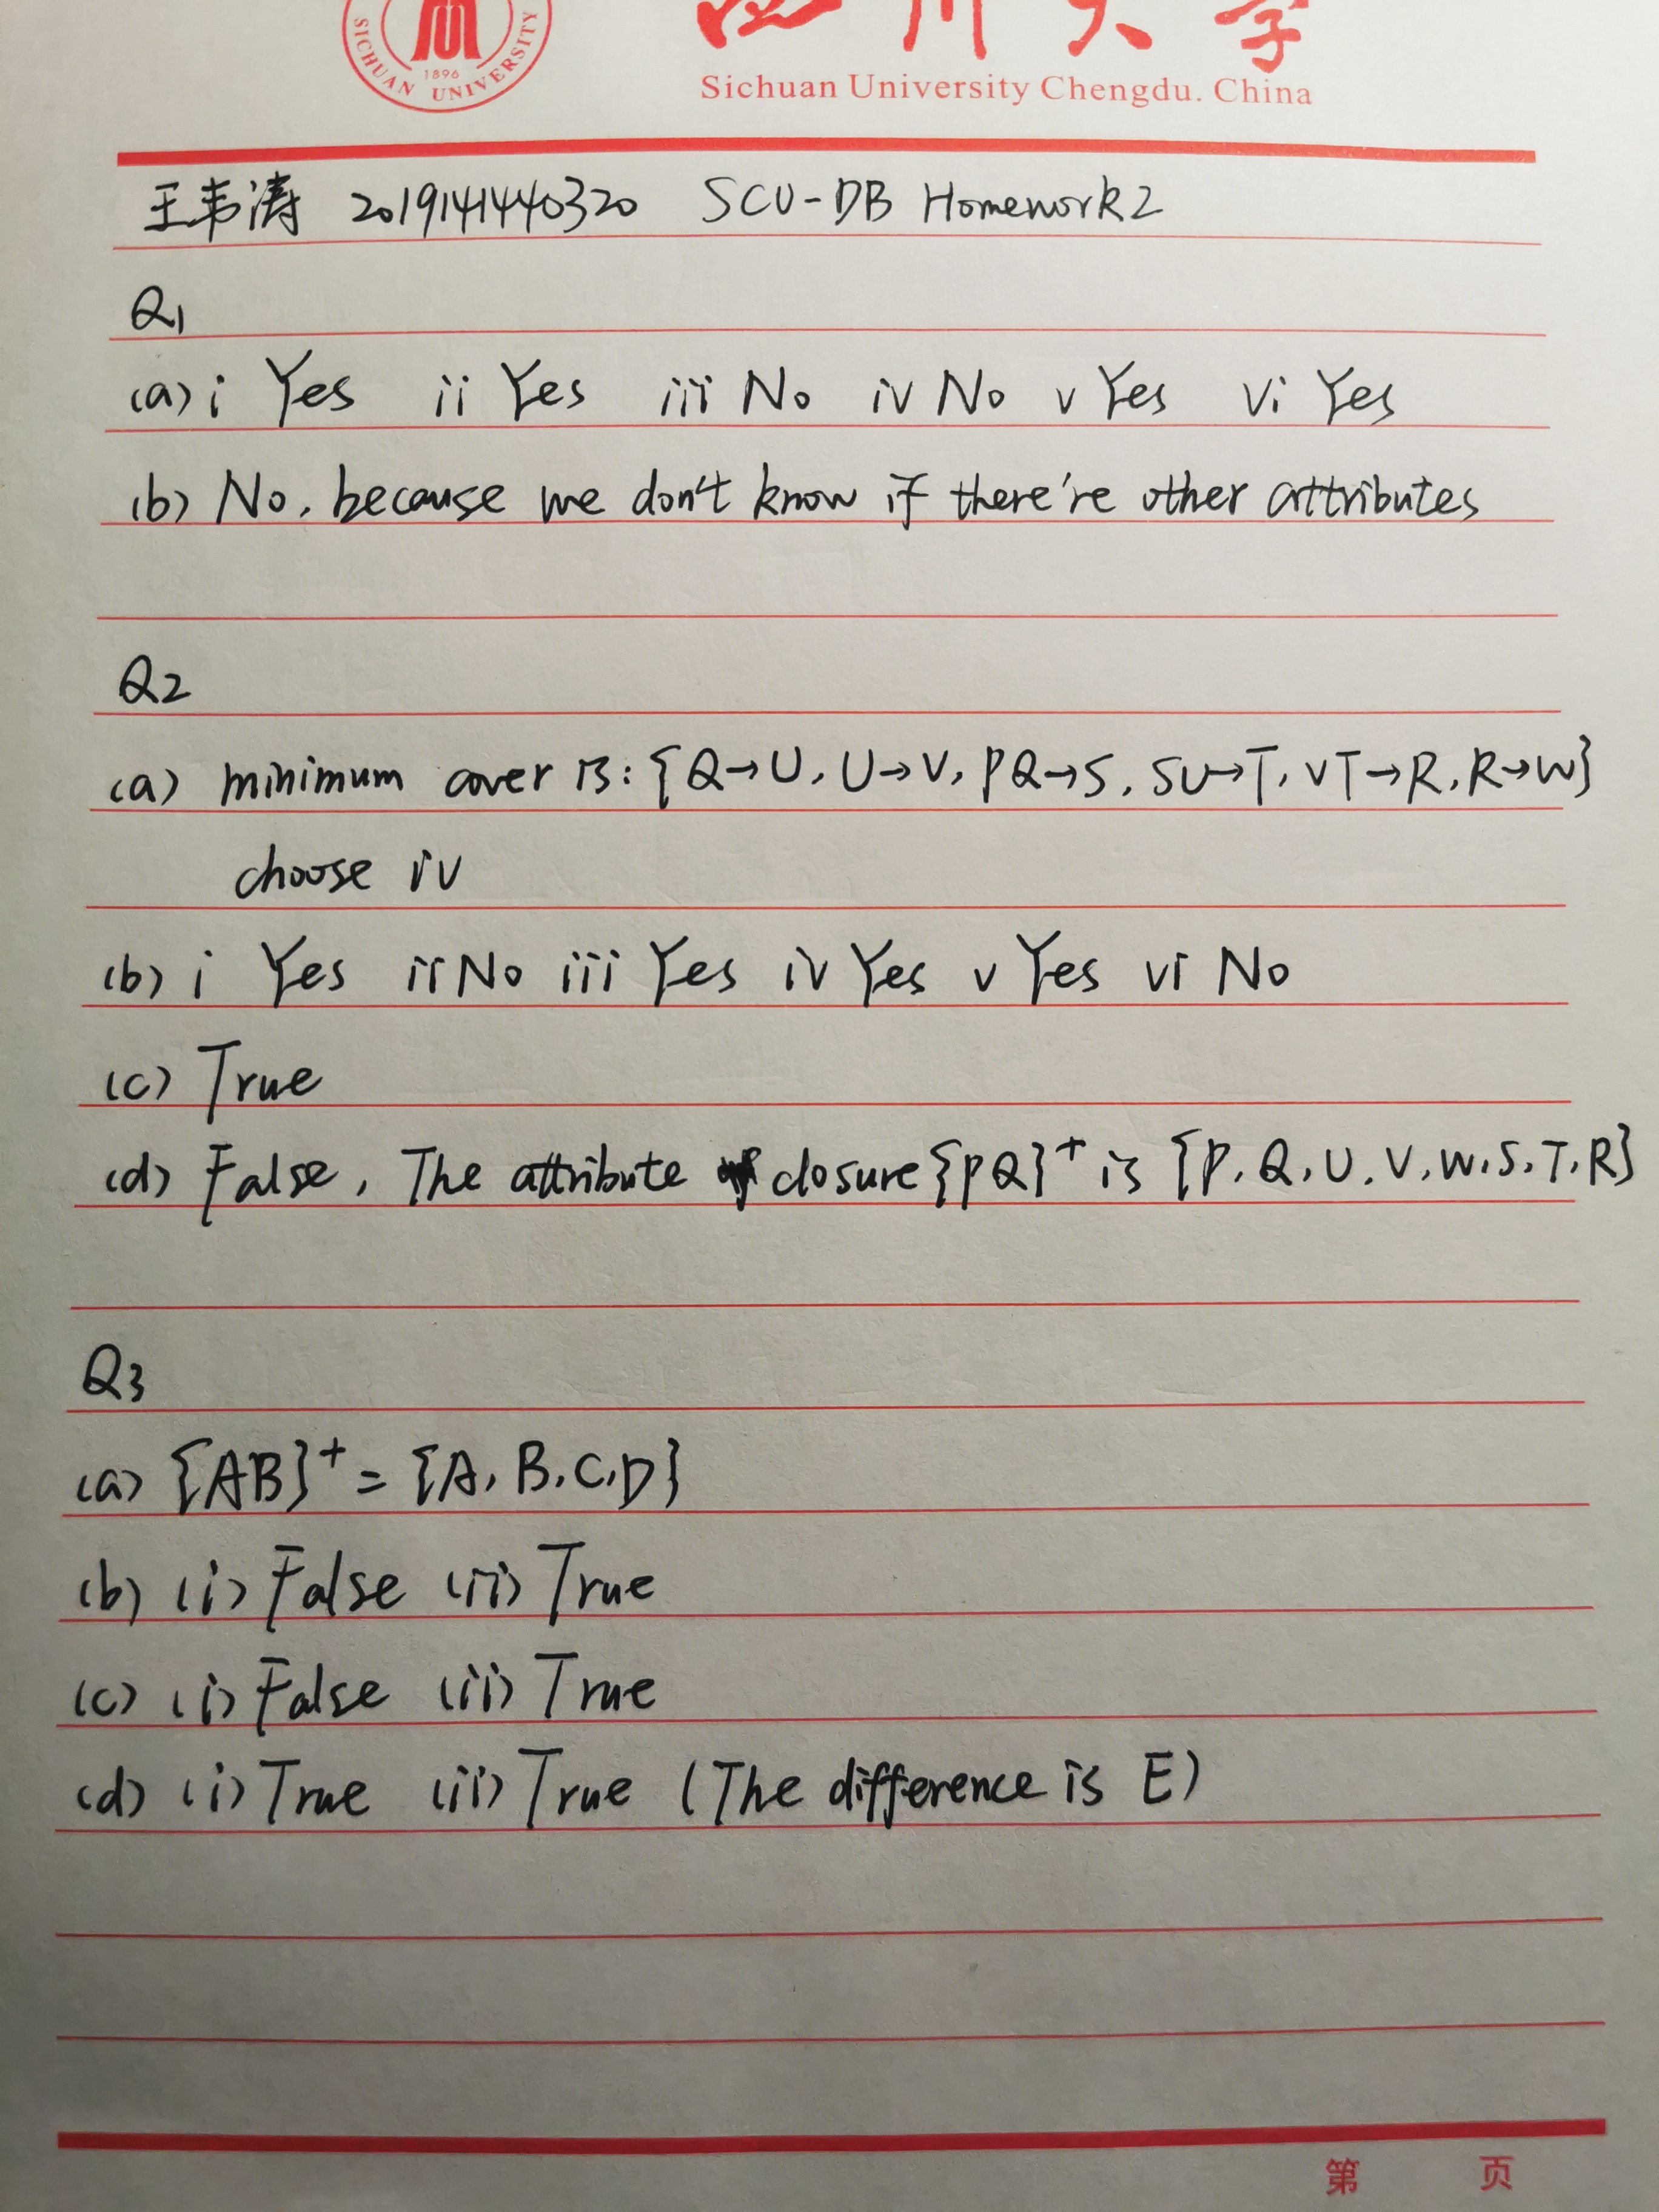 四川大学
SICHUAN UNIVERSITY
1896
Sichuan University Chengdu. China
王韦涛 2019141440320 SCU-DB Homework2
Q1
(a) i Yes ii Yes iii No iv No v Yes vi Yes
(b) No, because we don't know if there're other attributes
Q2
(a) minimum cover is: {Q→U, U→V, PQ→S, SU→T, VT→R, R→W}
choose iv
(b) i Yes ii No iii Yes iv Yes v Yes vi No
(c) True
(d) False, The attribute closure {PQ}⁺ is {P, Q, U, V, W, S, T, R}
Q3
(a) {AB}⁺ = {A, B, C, D}
(b) (i) False (ii) True
(c) (i) False (ii) True
(d) (i) True (ii) True (The difference is E)
第 页